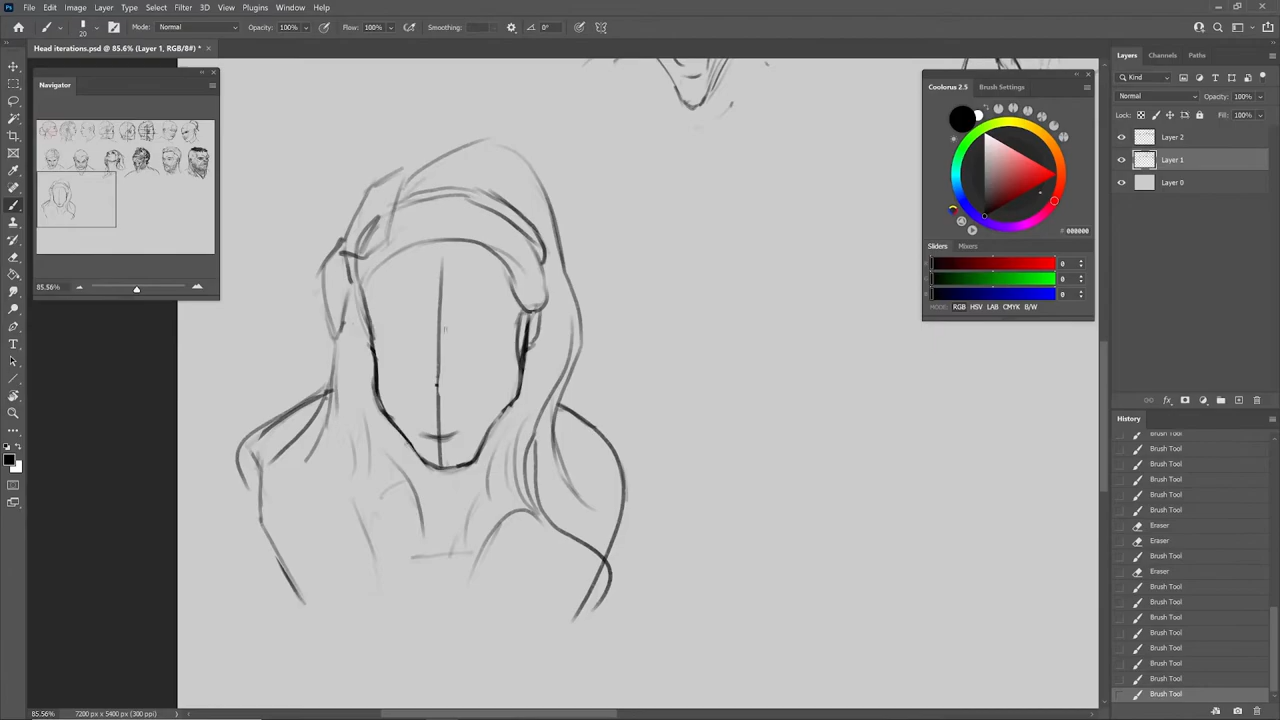 Ps File Edit Image Layer Type Select Filter 3D View Plugins Window Help
20 Mode: Normal Opacity: 100% Flow: 100% Smoothing: 0°
Head iterations.psd @ 85.6% (Layer 1, RGB/8#) *
Navigator
85.56%
Coolorus 2.5 Brush Settings
# 000000
Sliders Mixers
0
0
0
MODE: RGB HSV LAB CMYK B/W
Layers Channels Paths
Kind
Normal Opacity: 100%
Lock: Fill: 100%
Layer 2
Layer 1
Layer 0
fx
History
Brush Tool
Brush Tool
Brush Tool
Brush Tool
Brush Tool
Brush Tool
Eraser
Eraser
Brush Tool
Eraser
Brush Tool
Brush Tool
Brush Tool
Brush Tool
Brush Tool
Brush Tool
Brush Tool
Brush Tool
85.56% 7200 px x 5400 px (300 ppi)